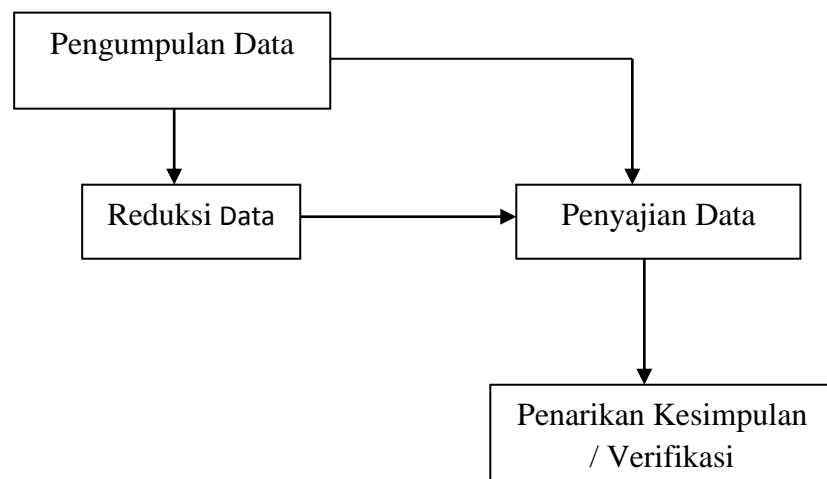 Pengumpulan Data
Reduksi Data
Penyajian Data
Penarikan Kesimpulan
/ Verifikasi